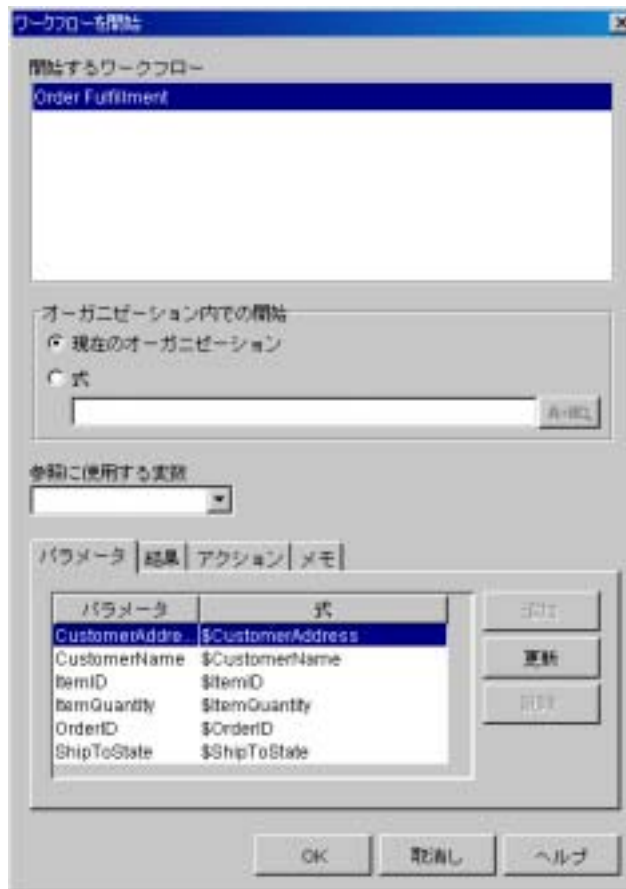 ワークフローを開始
開始するワークフロー
Order Fulfillment
オーガニゼーション内での開始
現在のオーガニゼーション
式
参照に使用する変数
パラメータ 結果 アクション メモ
パラメータ 式
CustomerAddre... $CustomerAddress
CustomerName $CustomerName
更新
ItemID $ItemID
ItemQuantity $ItemQuantity
削除
OrderID $OrderID
ShipToState $ShipToState
OK 取消し ヘルプ